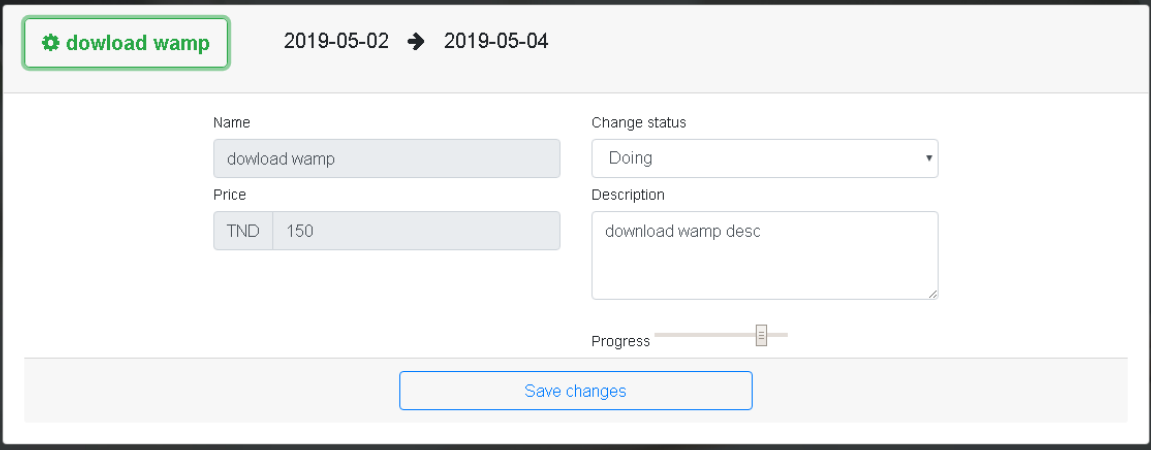 dowload wamp
2019-05-02 → 2019-05-04
Name
dowload wamp
Price
TND 150
Change status
Doing
Description
download wamp desc
Progress
Save changes